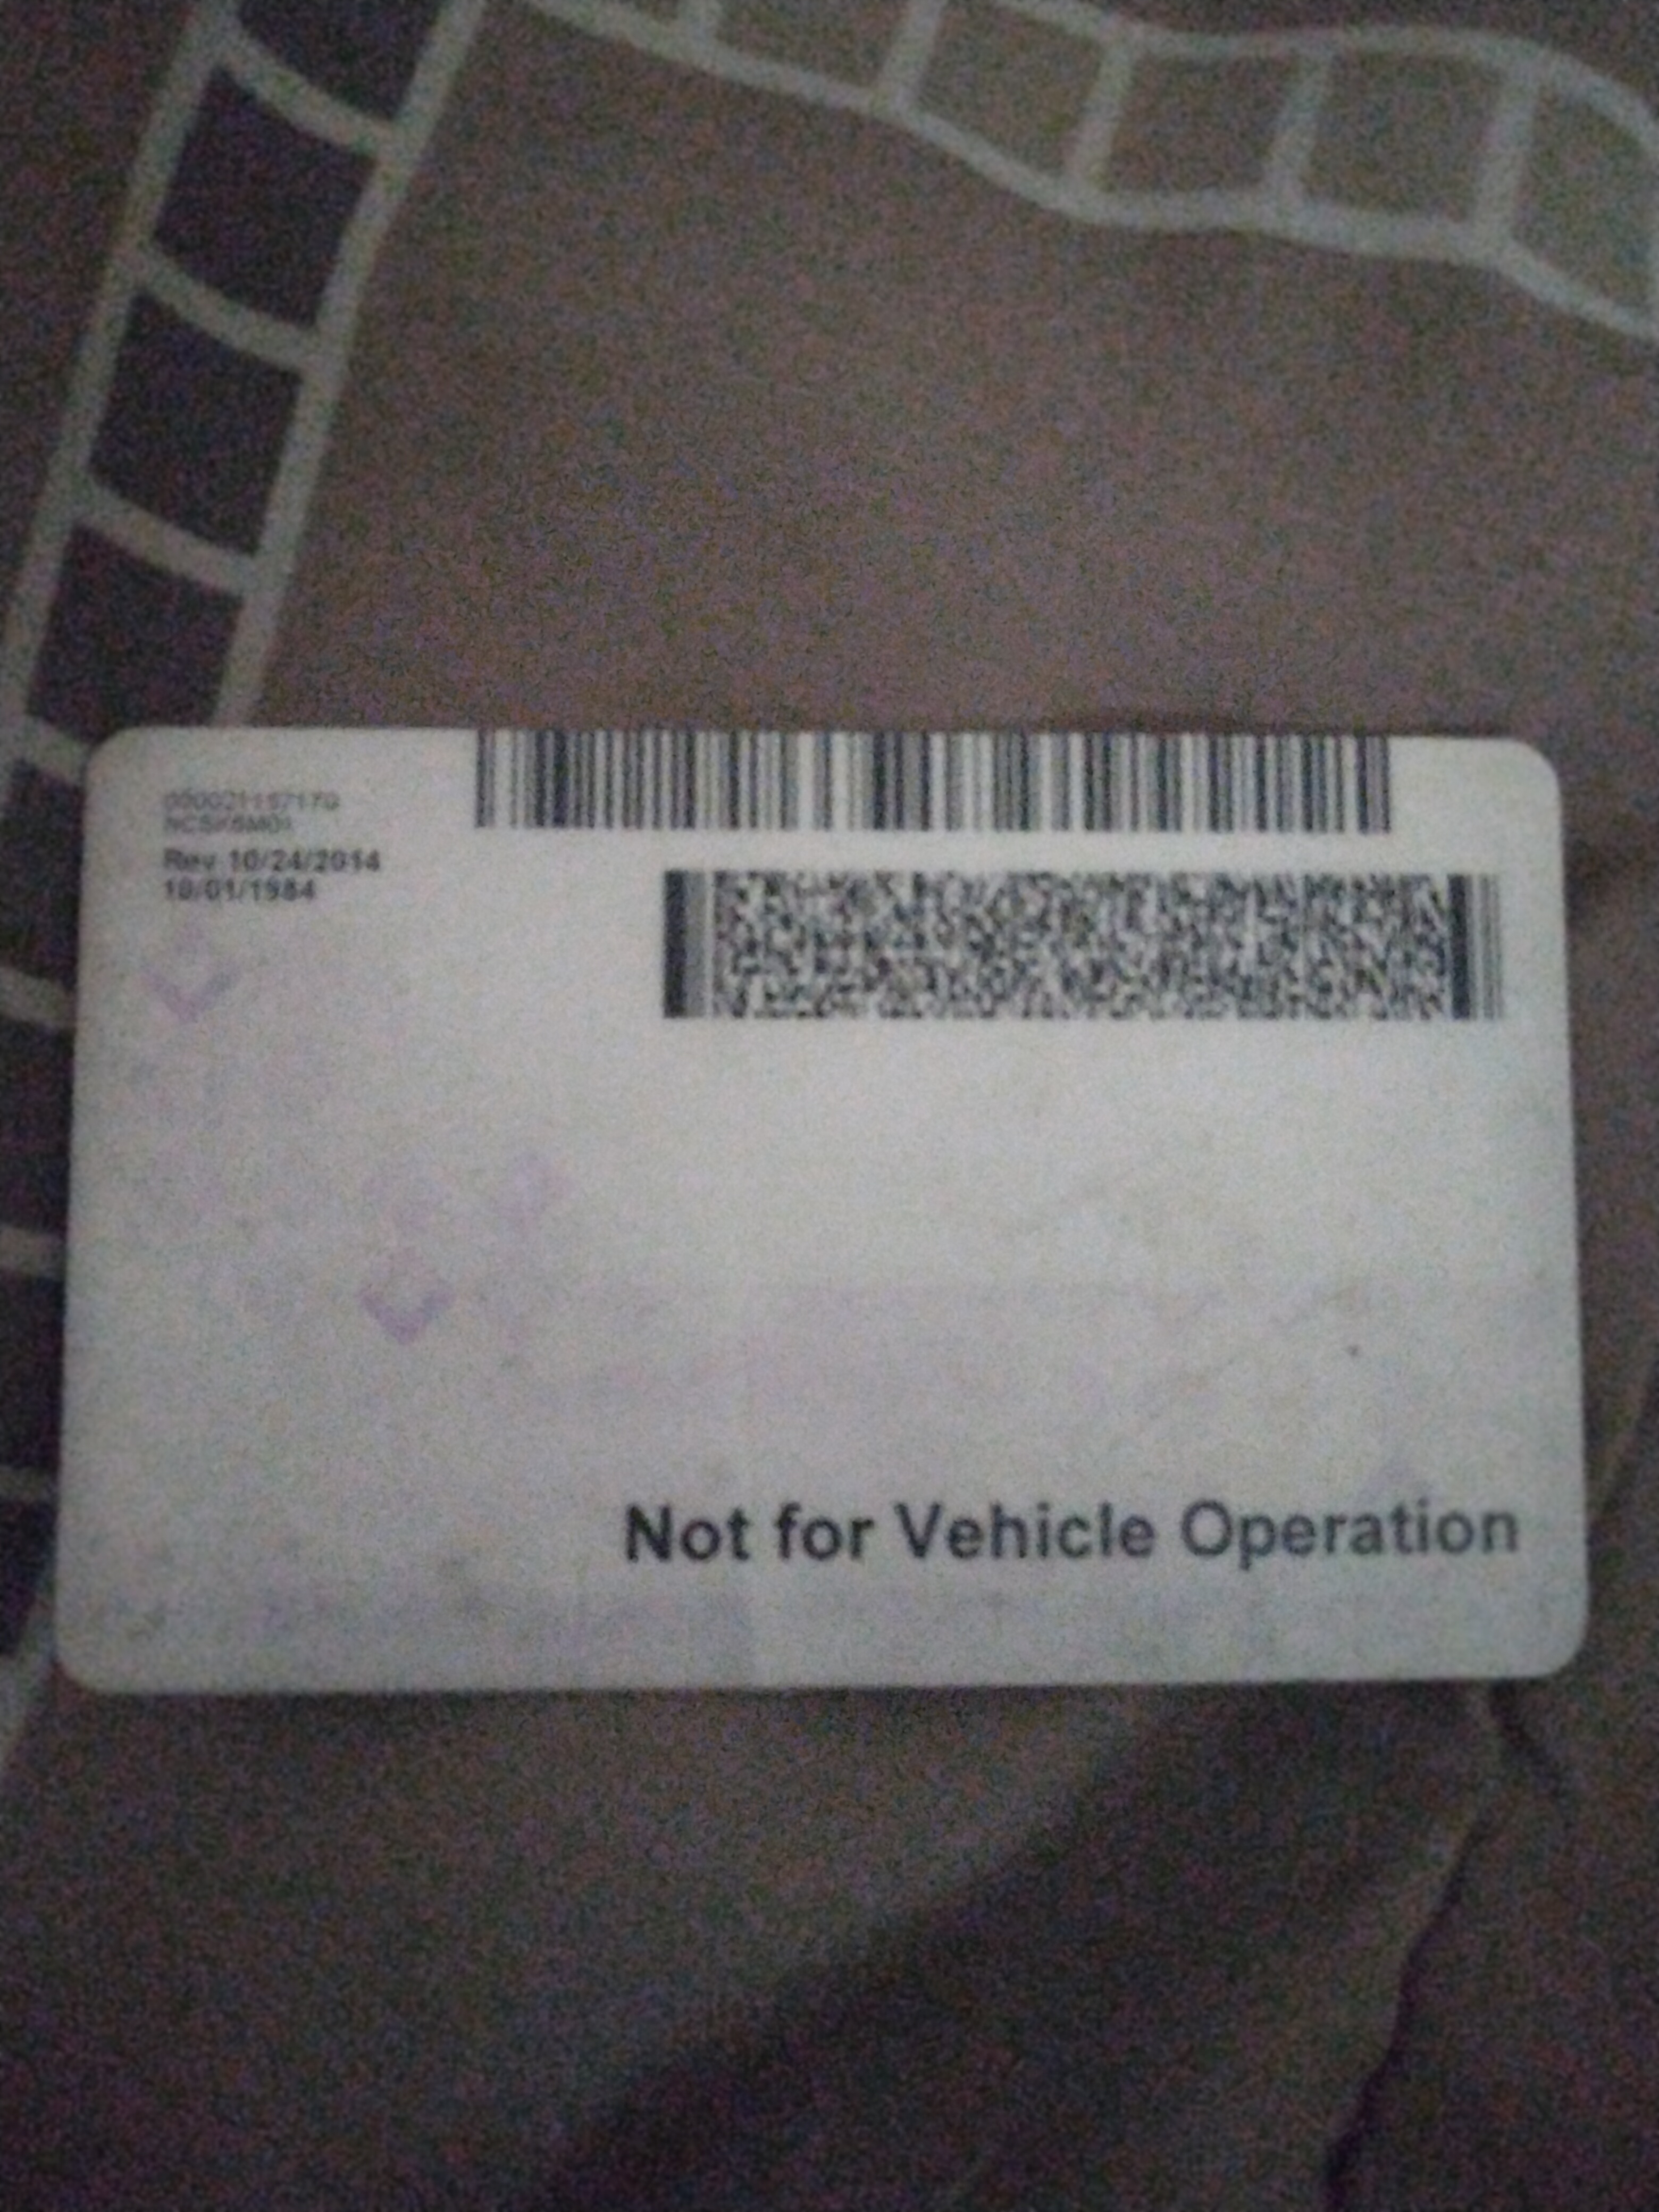 Rev 10/24/2014
10/01/1984
Not for Vehicle Operation